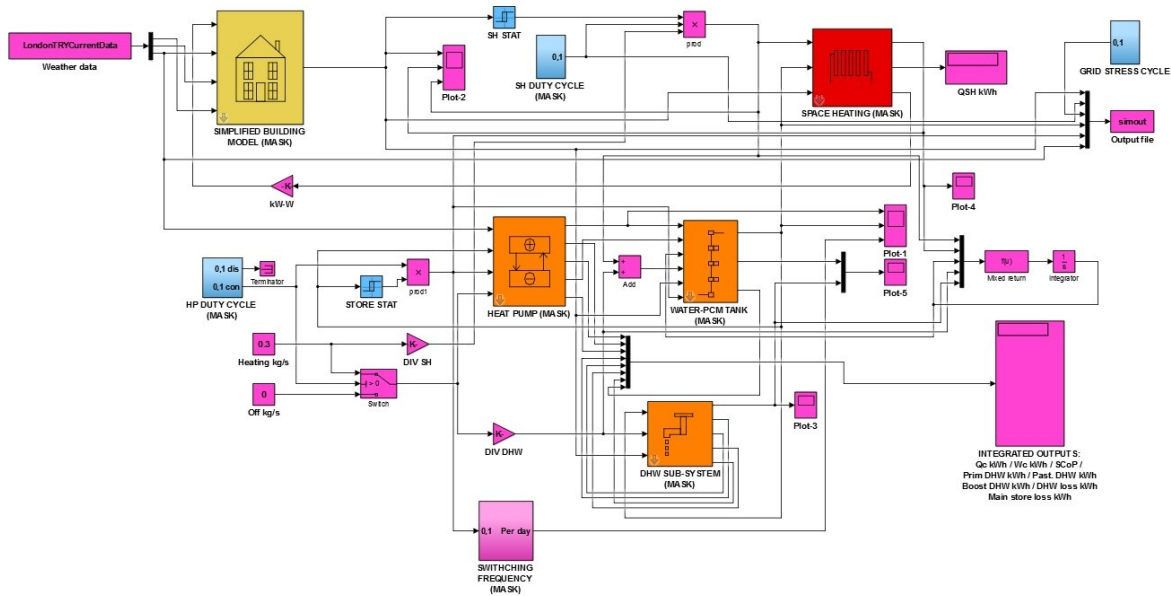 LondonTRYCurrentData
Weather data
SIMPLIFIED BUILDING
MODEL (MASK)
SH STAT
Plot-2
0,1
SH DUTY CYCLE
(MASK)
×
prod
SPACE HEATING (MASK)
QSH kWh
0,1
GRID STRESS CYCLE
simout
Output file
-K-
kW-W
Plot-4
0,1 dis
0,1 con
HP DUTY CYCLE
(MASK)
Terminator
STORE STAT
×
prod1
HEAT PUMP (MASK)
+
+
Add
WATER-PCM TANK
(MASK)
Plot-1
Plot-5
f(u)
Mixed return
1
s
Integrator
0.3
Heating kg/s
K-
DIV SH
> 0
Switch
0
Off kg/s
K-
DIV DHW
DHW SUB-SYSTEM
(MASK)
Plot-3
INTEGRATED OUTPUTS:
Qc kWh / Wc kWh / SCoP /
Prim DHW kWh / Past. DHW kWh
Boost DHW kWh / DHW loss kWh
Main store loss kWh
0,1
Per day
SWITHCHING
FREQUENCY
(MASK)